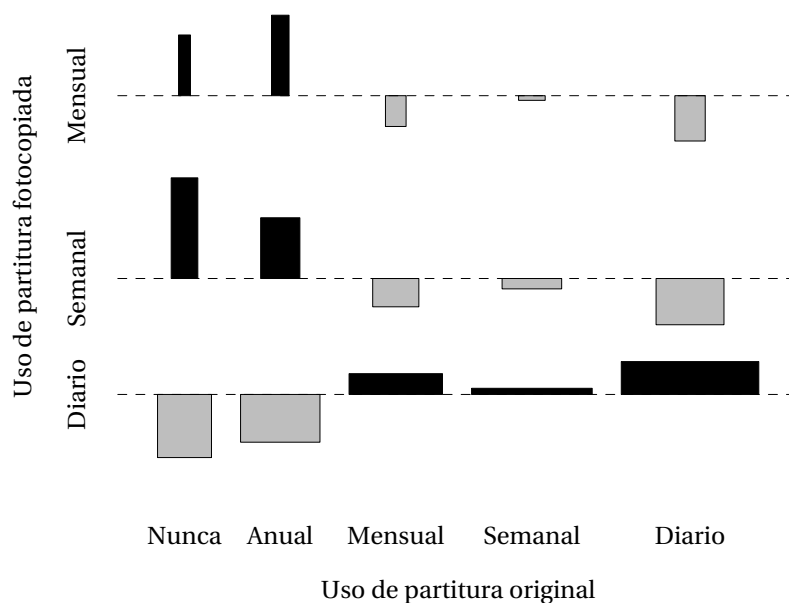 Uso de partitura fotocopiada
Mensual
Semanal
Diario
Nunca Anual Mensual Semanal Diario
Uso de partitura original